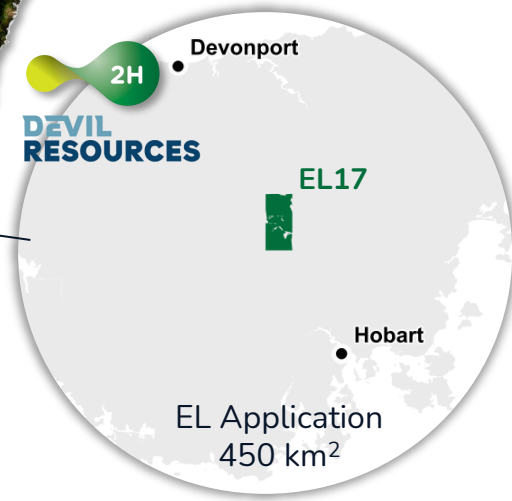 Devonport
2H
DEVIL
RESOURCES
EL17
Hobart
EL Application
450 km²